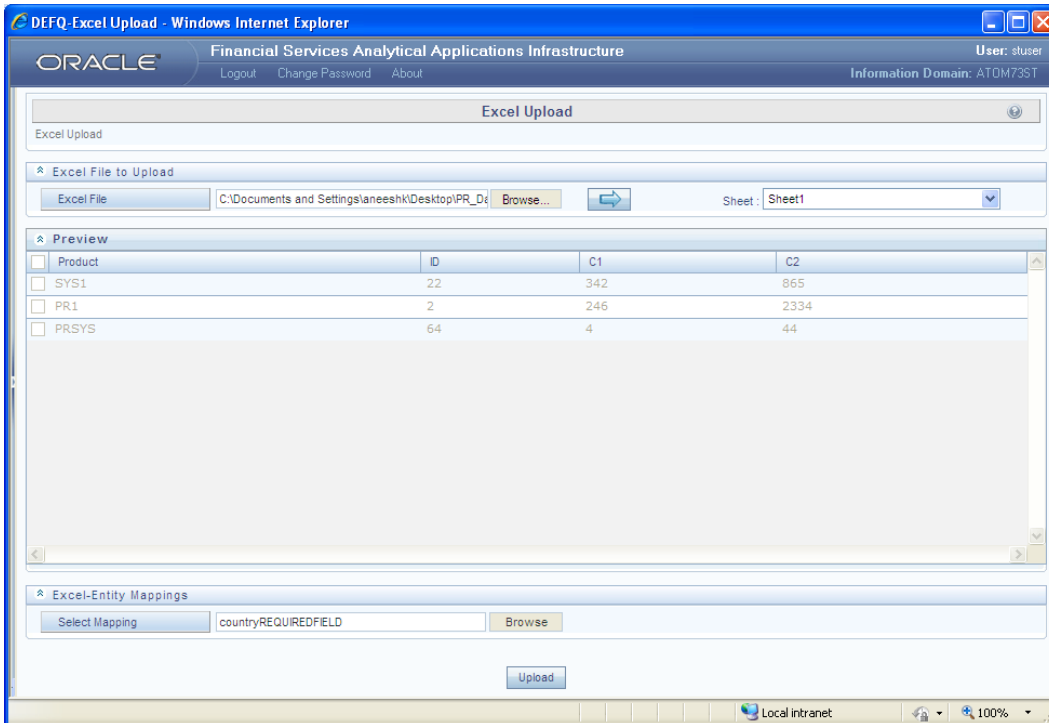 DEFQ-Excel Upload - Windows Internet Explorer
ORACLE
Financial Services Analytical Applications Infrastructure
User: stuser
Logout Change Password About
Information Domain: ATOM73ST
Excel Upload
Excel Upload
Excel File to Upload
Excel File C:\Documents and Settings\aneeshk\Desktop\PR_Da Browse... Sheet : Sheet1
Preview
Product ID C1 C2
SYS1 22 342 865
PR1 2 246 2334
PRSYS 64 4 44
Excel-Entity Mappings
Select Mapping countryREQUIREDFIELD Browse
Upload
Local intranet 100%